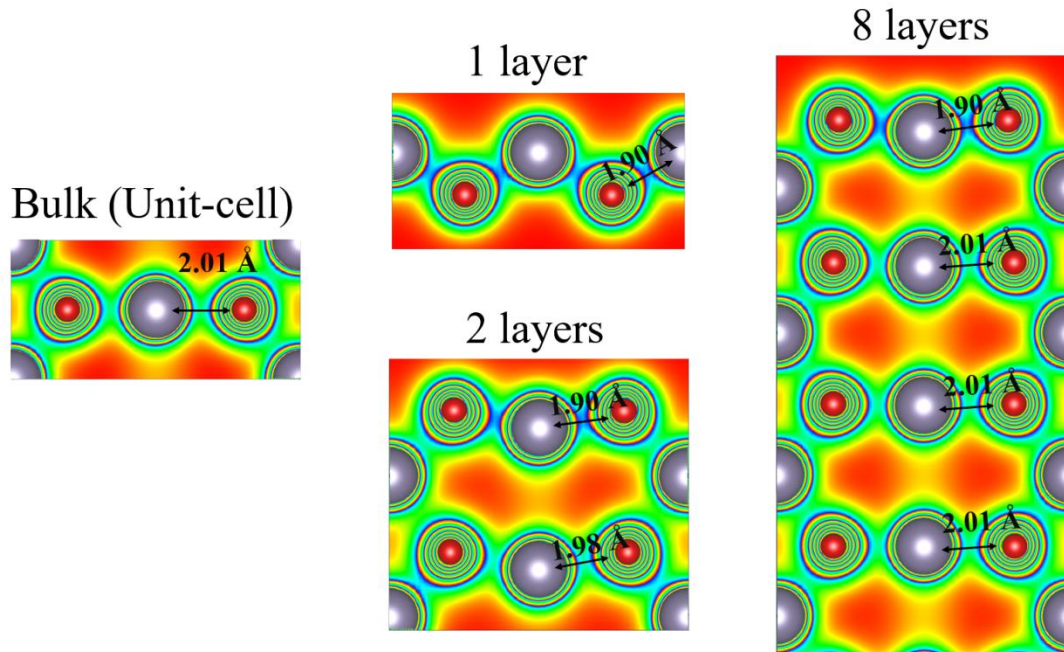 Bulk (Unit-cell)
2.01 Å
1 layer
1.90 Å
2 layers
1.90 Å
1.98 Å
8 layers
1.90 Å
2.01 Å
2.01 Å
2.01 Å